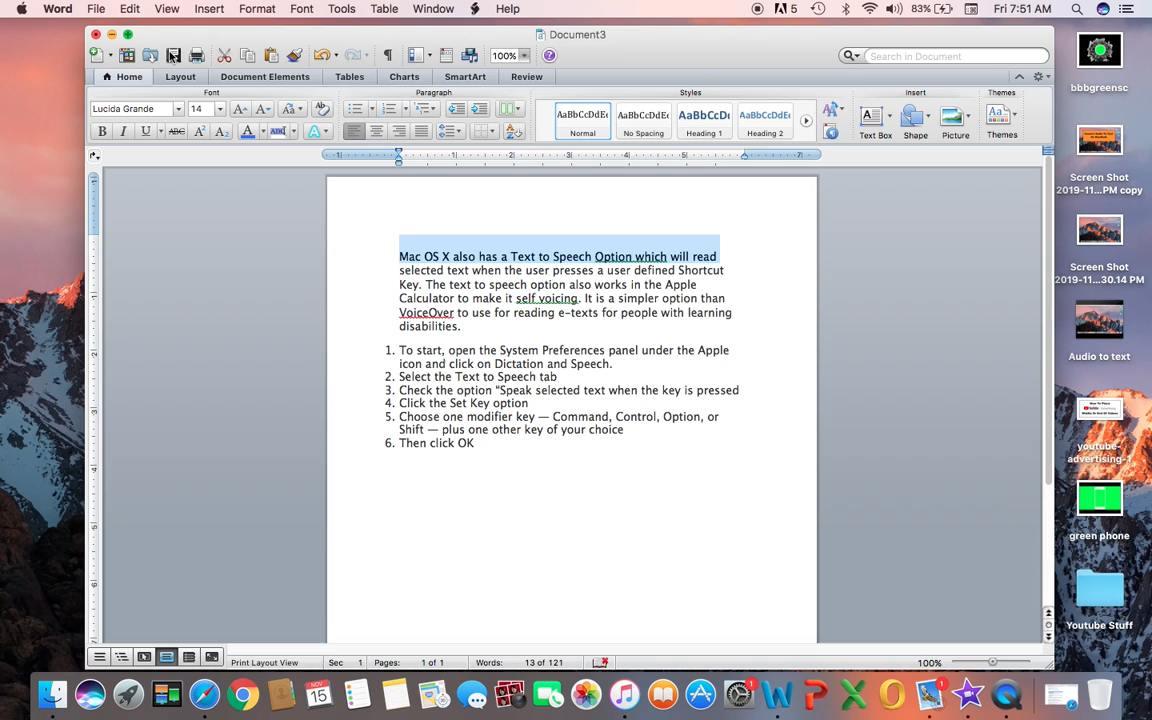 Word File Edit View Insert Format Font Tools Table Window Help 5 83% Fri 7:51 AM
Document3
100% Search in Document
Home Layout Document Elements Tables Charts SmartArt Review
Font Paragraph Styles Insert Themes
Lucida Grande 14
AaBbCcDdEe Normal
AaBbCcDdEe No Spacing
AaBbCcDc Heading 1
AaBbCcDdEe Heading 2
Text Box Shape Picture Themes
Mac OS X also has a Text to Speech Option which will read
selected text when the user presses a user defined Shortcut
Key. The text to speech option also works in the Apple
Calculator to make it self voicing. It is a simpler option than
VoiceOver to use for reading e-texts for people with learning
disabilities.
1. To start, open the System Preferences panel under the Apple
icon and click on Dictation and Speech.
2. Select the Text to Speech tab
3. Check the option “Speak selected text when the key is pressed
4. Click the Set Key option
5. Choose one modifier key — Command, Control, Option, or
Shift — plus one other key of your choice
6. Then click OK
Print Layout View Sec 1 Pages: 1 of 1 Words: 13 of 121 100%
bbbgreensc
Screen Shot
2019-11...PM copy
Screen Shot
2019-11...30.14 PM
Audio to text
youtube-
advertising-1
green phone
Youtube Stuff
NOV
15
1
1